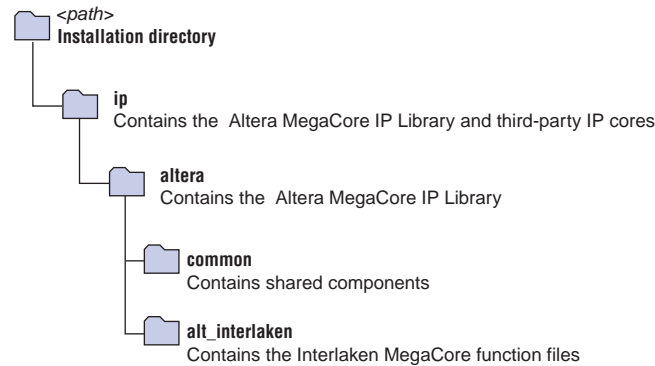 <path>
Installation directory
ip
Contains the Altera MegaCore IP Library and third-party IP cores
altera
Contains the Altera MegaCore IP Library
common
Contains shared components
alt_interlaken
Contains the Interlaken MegaCore function files